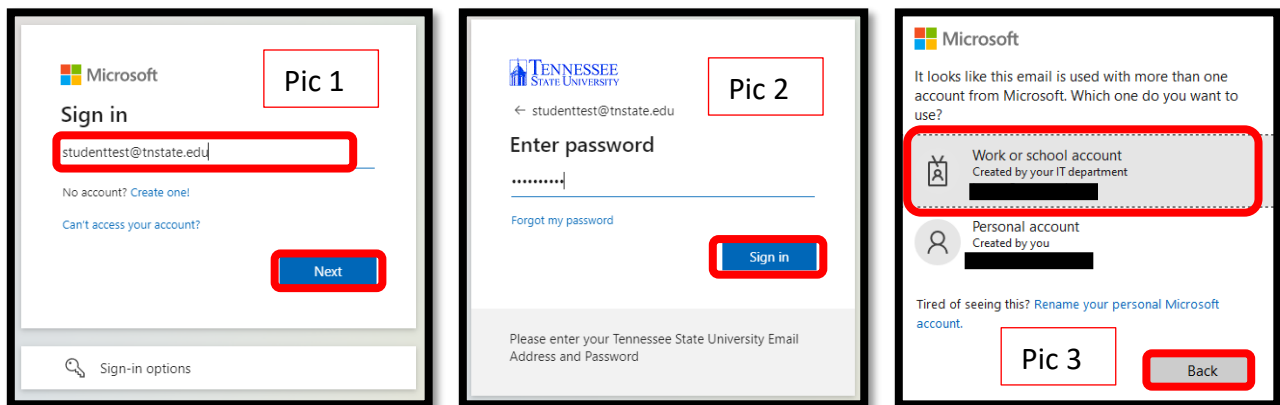 Microsoft
Pic 1
Sign in
studenttest@tnstate.edu
No account? Create one!
Can't access your account?
Next
Sign-in options
TENNESSEE
STATE UNIVERSITY
Pic 2
← studenttest@tnstate.edu
Enter password
••••••••••
Forgot my password
Sign in
Please enter your Tennessee State University Email
Address and Password
Microsoft
It looks like this email is used with more than one
account from Microsoft. Which one do you want to
use?
Work or school account
Created by your IT department
Personal account
Created by you
Tired of seeing this? Rename your personal Microsoft
account.
Pic 3
Back